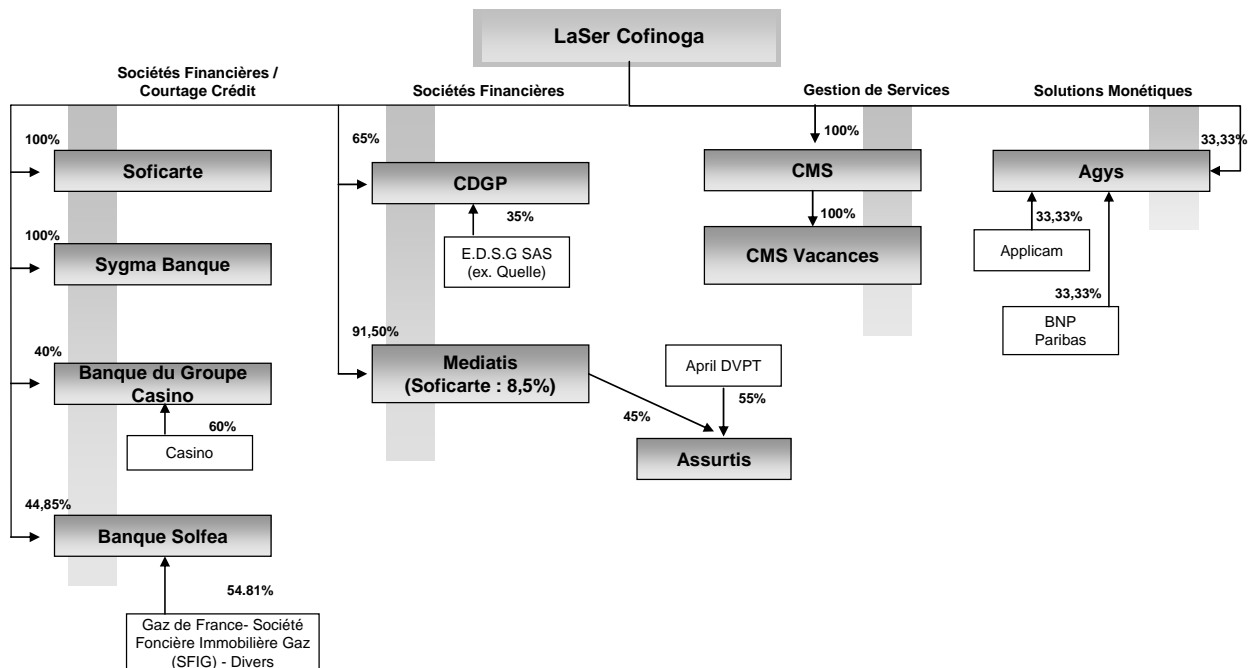 LaSer Cofinoga
Sociétés Financières /
Courtage Crédit
Sociétés Financières
Gestion de Services
Solutions Monétiques
100%
Soficarte
100%
Sygma Banque
40%
Banque du Groupe
Casino
60%
Casino
44,85%
Banque Solfea
54.81%
Gaz de France- Société
Foncière Immobilière Gaz
(SFIG) - Divers
65%
CDGP
35%
E.D.S.G SAS
(ex. Quelle)
91,50%
Mediatis
(Soficarte : 8,5%)
45%
April DVPT
55%
Assurtis
100%
CMS
100%
CMS Vacances
33,33%
Agys
33,33%
Applicam
33,33%
BNP
Paribas